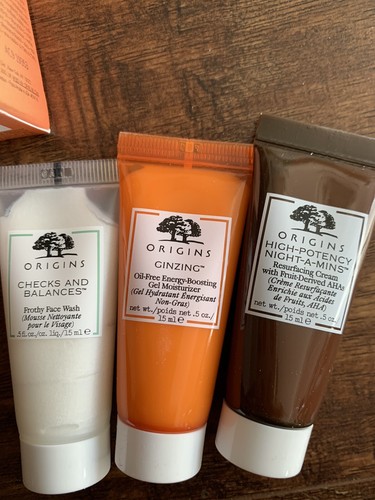 ORIGINS
CHECKS AND
BALANCES™
Frothy Face Wash
(Mousse Nettoyante
pour le Visage)
.5 fl. oz./oz. liq./15 ml ℮
ORIGINS
GINZING™
Oil-Free Energy-Boosting
Gel Moisturizer
(Gel Hydratant Énergisant
Non-Gras)
net wt./poids net .5 oz./
15 ml ℮
ORIGINS
HIGH-POTENCY
NIGHT-A-MINS™
Resurfacing Cream
with Fruit-Derived AHAs
(Crème Resurfaçante
Enrichie aux Acides
de Fruits, AHA)
net wt./poids net .5 oz./
15 ml ℮